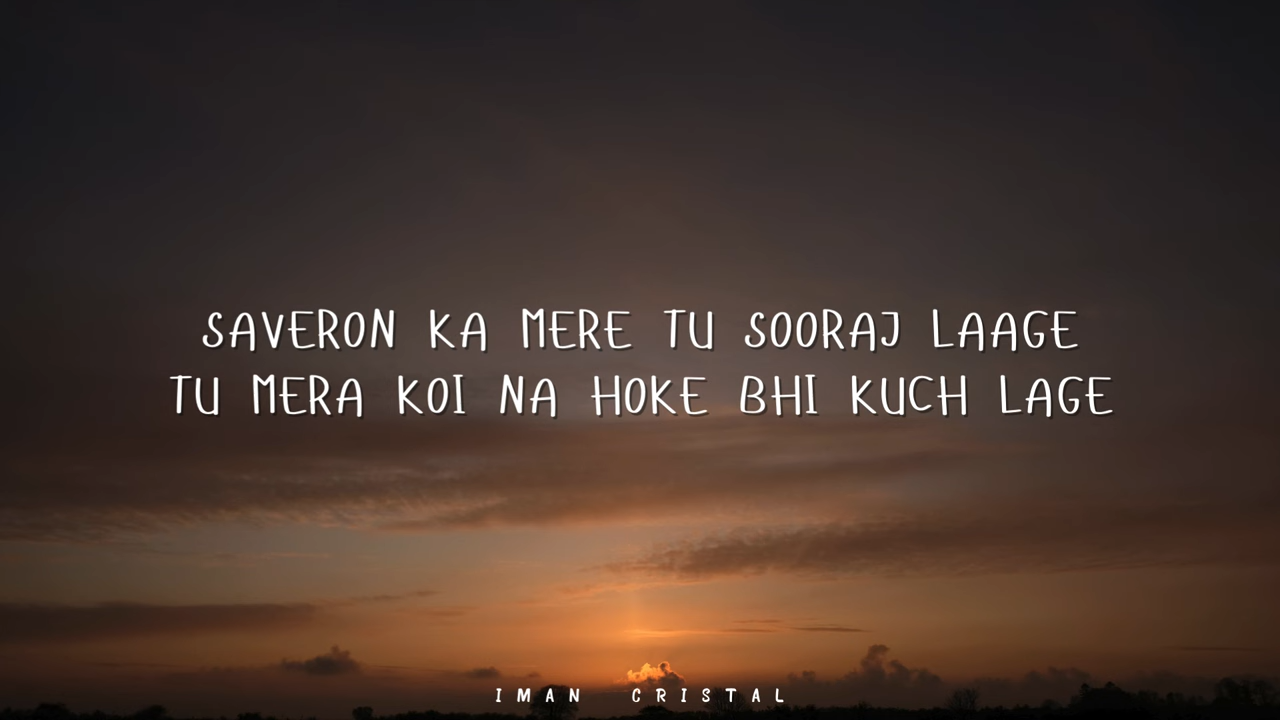 SAVERON KA MERE TU SOORAJ LAAGE
TU MERA KOI NA HOKE BHI KUCH LAGE
IMAN CRISTAL